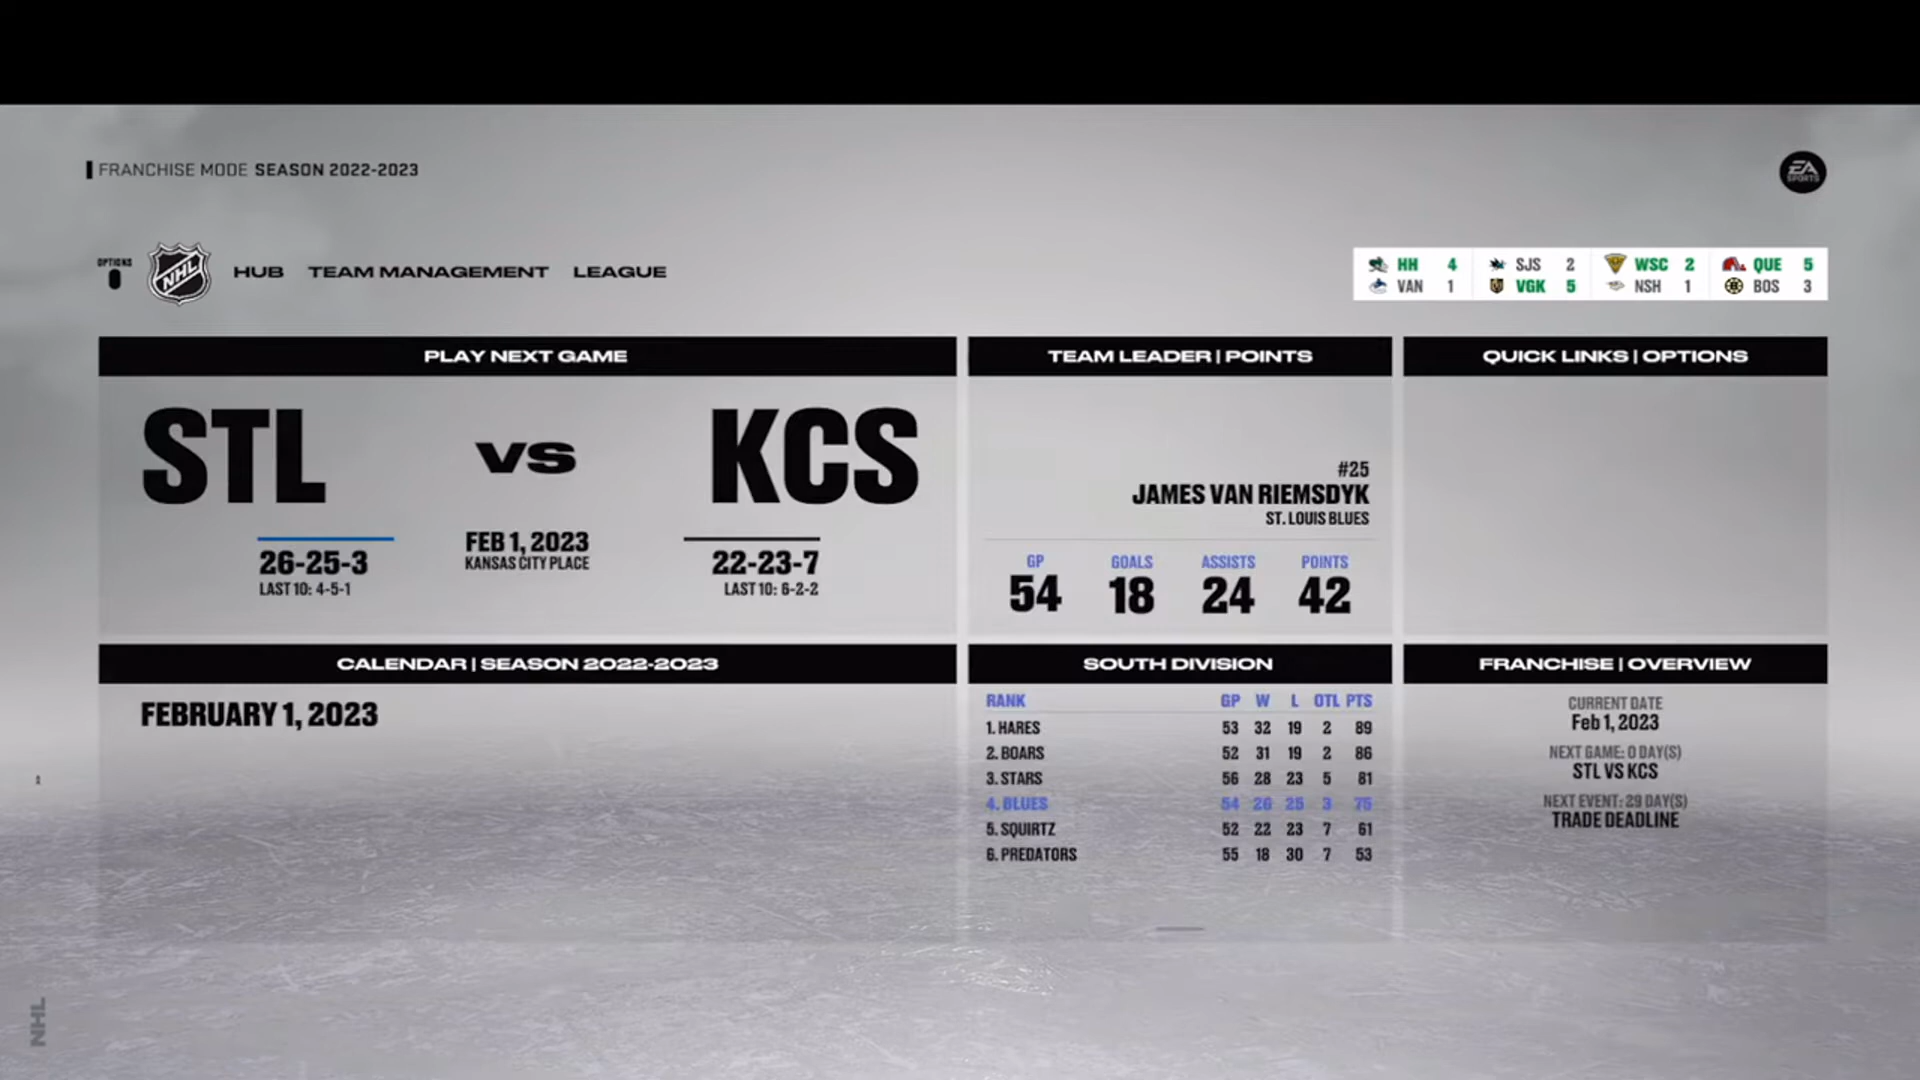 FRANCHISE MODE SEASON 2022-2023
EA SPORTS
OPTIONS
NHL
HUB TEAM MANAGEMENT LEAGUE
HH 4 SJS 2 WSC 2 QUE 5
VAN 1 VGK 5 NSH 1 BOS 3
PLAY NEXT GAME
STL VS KCS
FEB 1, 2023
KANSAS CITY PLACE
26-25-3
LAST 10: 4-5-1
22-23-7
LAST 10: 6-2-2
TEAM LEADER | POINTS
#25
JAMES VAN RIEMSDYK
ST. LOUIS BLUES
GP GOALS ASSISTS POINTS
54 18 24 42
QUICK LINKS | OPTIONS
CALENDAR | SEASON 2022-2023
FEBRUARY 1, 2023
SOUTH DIVISION
RANK GP W L OTL PTS
1. HARES 53 32 19 2 89
2. BOARS 52 31 19 2 86
3. STARS 56 28 23 5 81
4. BLUES 54 26 25 3 75
5. SQUIRTZ 52 22 23 7 61
6. PREDATORS 55 18 30 7 53
FRANCHISE | OVERVIEW
CURRENT DATE
Feb 1, 2023
NEXT GAME: 0 DAY(S)
STL VS KCS
NEXT EVENT: 29 DAY(S)
TRADE DEADLINE
NHL